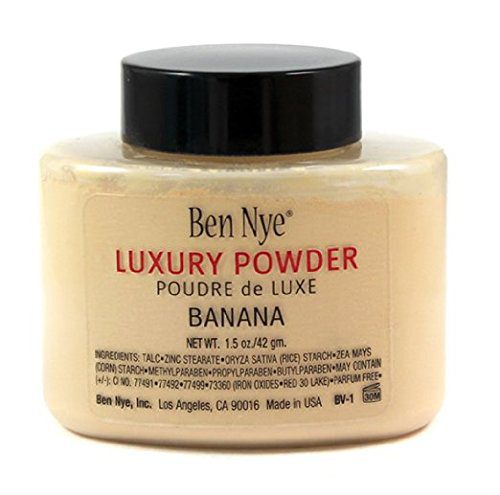 Ben Nye®
LUXURY POWDER
POUDRE de LUXE
BANANA
NET WT. 1.5 oz./42 gm.
INGREDIENTS: TALC•ZINC STEARATE•ORYZA SATIVA (RICE) STARCH•ZEA MAYS
(CORN) STARCH•METHYLPARABEN•PROPYLPARABEN•BUTYLPARABEN•MAY CONTAIN
(+/-): CI NO: 77491•77492•77499•73360 (IRON OXIDES•RED 30 LAKE)•PARFUM FREE•
Ben Nye, Inc. Los Angeles, CA 90016 Made in USA BV-1 30M